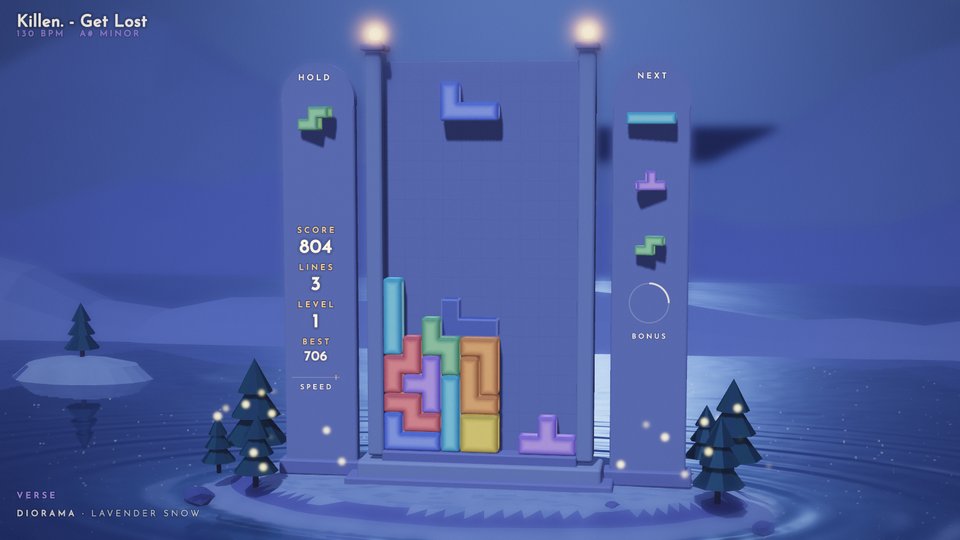 Killen. - Get Lost
130 BPM A# MINOR
HOLD
NEXT
SCORE
804
LINES
3
LEVEL
1
BEST
706
SPEED
BONUS
VERSE
DIORAMA · LAVENDER SNOW